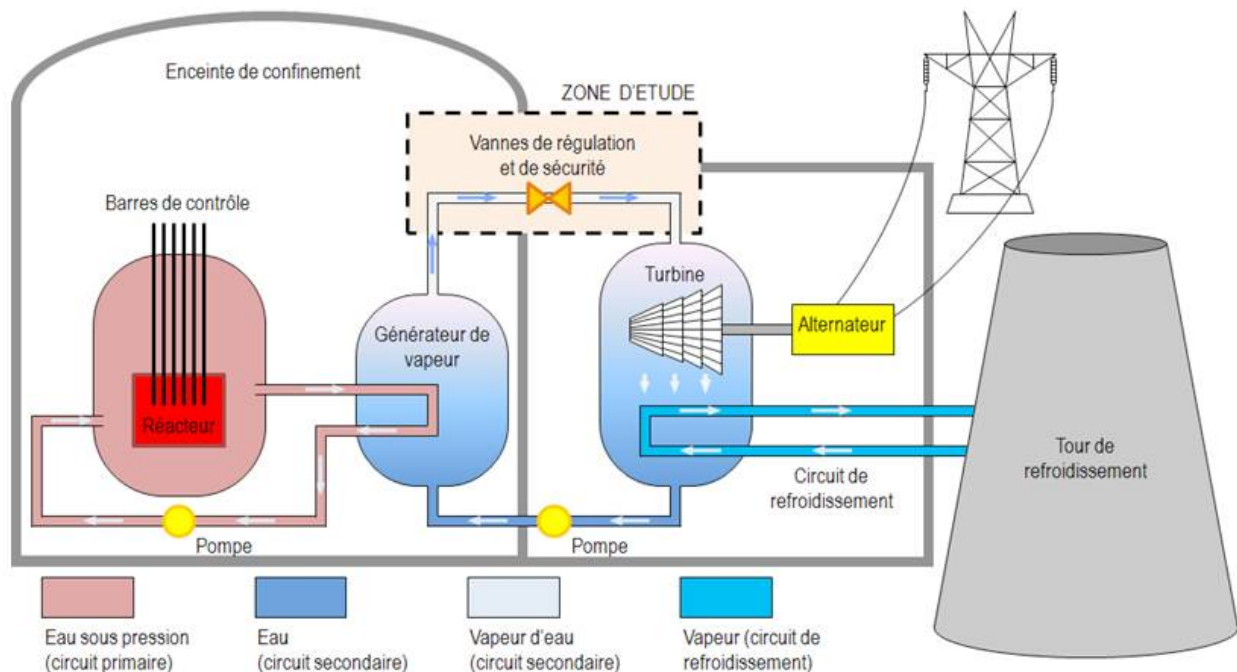 Enceinte de confinement
ZONE D'ETUDE
Vannes de régulation
et de sécurité
Barres de contrôle
Turbine
Générateur de
vapeur
Alternateur
Réacteur
Tour de
refroidissement
Circuit de
refroidissement
Pompe
Pompe
Eau sous pression
(circuit primaire)
Eau
(circuit secondaire)
Vapeur d'eau
(circuit secondaire)
Vapeur (circuit de
refroidissement)